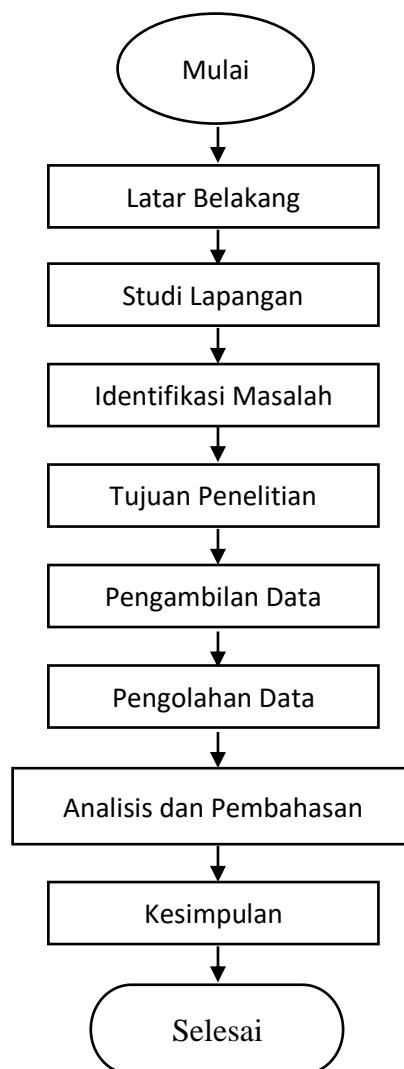 Mulai
Latar Belakang
Studi Lapangan
Identifikasi Masalah
Tujuan Penelitian
Pengambilan Data
Pengolahan Data
Analisis dan Pembahasan
Kesimpulan
Selesai